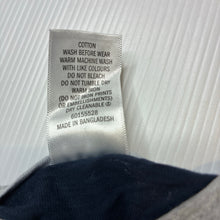 COTTON
WASH BEFORE WEAR
WARM MACHINE WASH
WITH LIKE COLOURS
DO NOT BLEACH
DO NOT TUMBLE DRY
WARM IRON
(DO NOT IRON PRINTS
OR EMBELLISHMENTS)
DRY CLEANABLE
60155528
MADE IN BANGLADESH